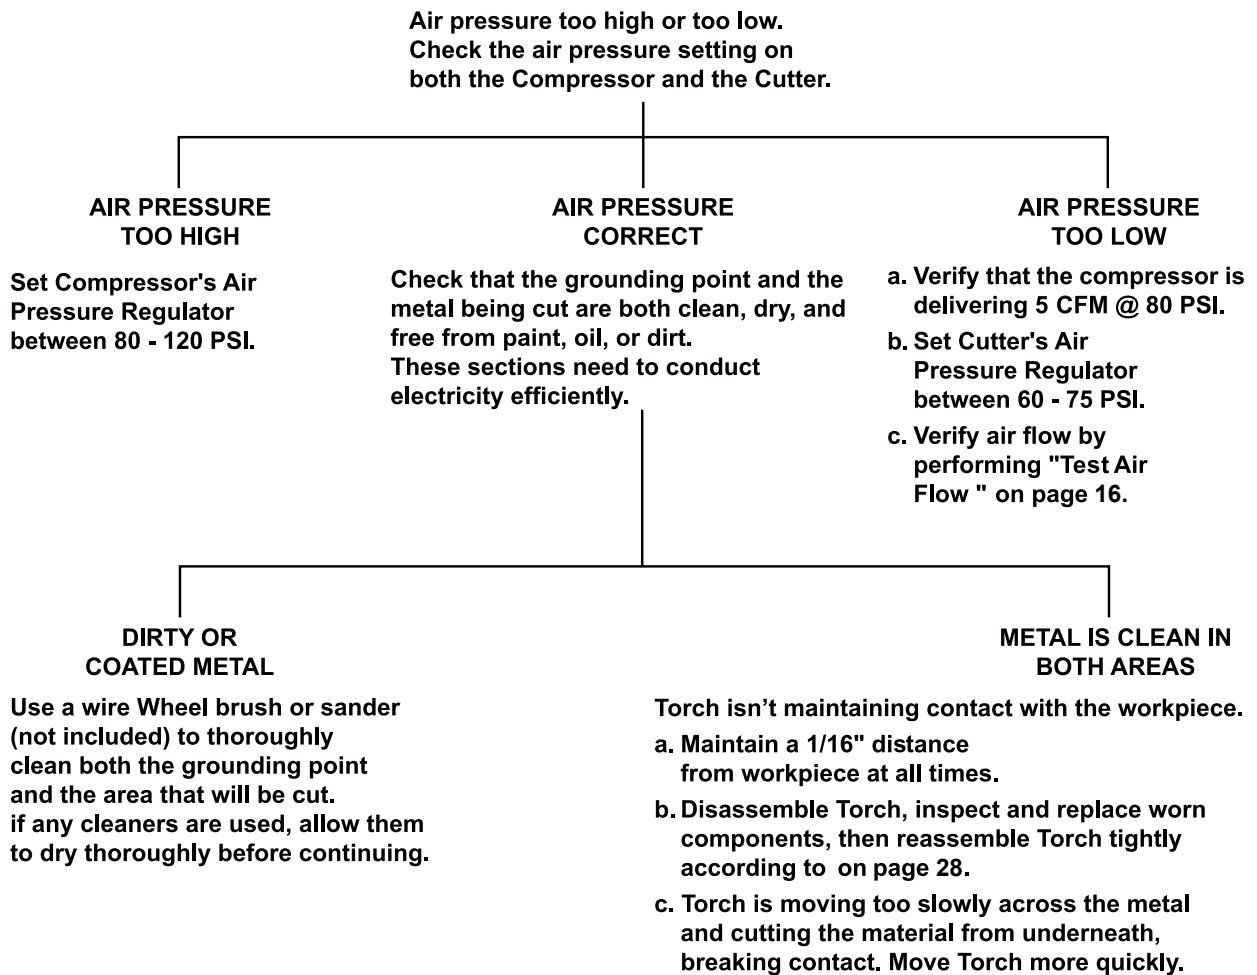 Air pressure too high or too low.
Check the air pressure setting on
both the Compressor and the Cutter.
AIR PRESSURE
TOO HIGH
Set Compressor's Air
Pressure Regulator
between 80 - 120 PSI.
AIR PRESSURE
CORRECT
Check that the grounding point and the
metal being cut are both clean, dry, and
free from paint, oil, or dirt.
These sections need to conduct
electricity efficiently.
AIR PRESSURE
TOO LOW
a. Verify that the compressor is
delivering 5 CFM @ 80 PSI.
b. Set Cutter's Air
Pressure Regulator
between 60 - 75 PSI.
c. Verify air flow by
performing "Test Air
Flow " on page 16.
DIRTY OR
COATED METAL
Use a wire Wheel brush or sander
(not included) to thoroughly
clean both the grounding point
and the area that will be cut.
if any cleaners are used, allow them
to dry thoroughly before continuing.
METAL IS CLEAN IN
BOTH AREAS
Torch isn't maintaining contact with the workpiece.
a. Maintain a 1/16" distance
from workpiece at all times.
b. Disassemble Torch, inspect and replace worn
components, then reassemble Torch tightly
according to  on page 28.
c. Torch is moving too slowly across the metal
and cutting the material from underneath,
breaking contact. Move Torch more quickly.